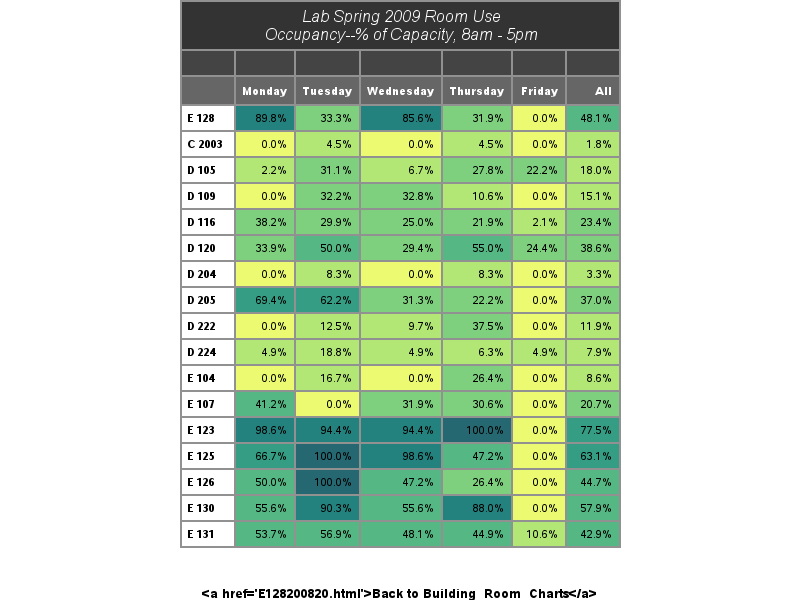 Lab Spring 2009 Room Use
Occupancy--% of Capacity, 8am - 5pm
Monday Tuesday Wednesday Thursday Friday All
E 128 89.8% 33.3% 85.6% 31.9% 0.0% 48.1%
C 2003 0.0% 4.5% 0.0% 4.5% 0.0% 1.8%
D 105 2.2% 31.1% 6.7% 27.8% 22.2% 18.0%
D 109 0.0% 32.2% 32.8% 10.6% 0.0% 15.1%
D 116 38.2% 29.9% 25.0% 21.9% 2.1% 23.4%
D 120 33.9% 50.0% 29.4% 55.0% 24.4% 38.6%
D 204 0.0% 8.3% 0.0% 8.3% 0.0% 3.3%
D 205 69.4% 62.2% 31.3% 22.2% 0.0% 37.0%
D 222 0.0% 12.5% 9.7% 37.5% 0.0% 11.9%
D 224 4.9% 18.8% 4.9% 6.3% 4.9% 7.9%
E 104 0.0% 16.7% 0.0% 26.4% 0.0% 8.6%
E 107 41.2% 0.0% 31.9% 30.6% 0.0% 20.7%
E 123 98.6% 94.4% 94.4% 100.0% 0.0% 77.5%
E 125 66.7% 100.0% 98.6% 47.2% 0.0% 63.1%
E 126 50.0% 100.0% 47.2% 26.4% 0.0% 44.7%
E 130 55.6% 90.3% 55.6% 88.0% 0.0% 57.9%
E 131 53.7% 56.9% 48.1% 44.9% 10.6% 42.9%
<a href='E128200820.html'>Back to Building_Room_Charts</a>